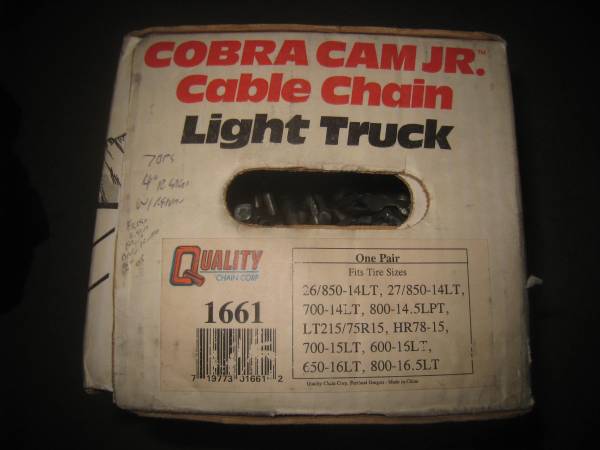 COBRA CAM JR.™
Cable Chain
Light Truck
QUALITY
CHAIN CORP
1661
7 19773 01661 2
One Pair
Fits Tire Sizes
26/850-14LT, 27/850-14LT,
700-14LT, 800-14.5LPT,
LT215/75R15, HR78-15,
700-15LT, 600-16LT,
650-16LT, 800-16.5LT
Quality Chain Corp, Portland Oregon - Made in China